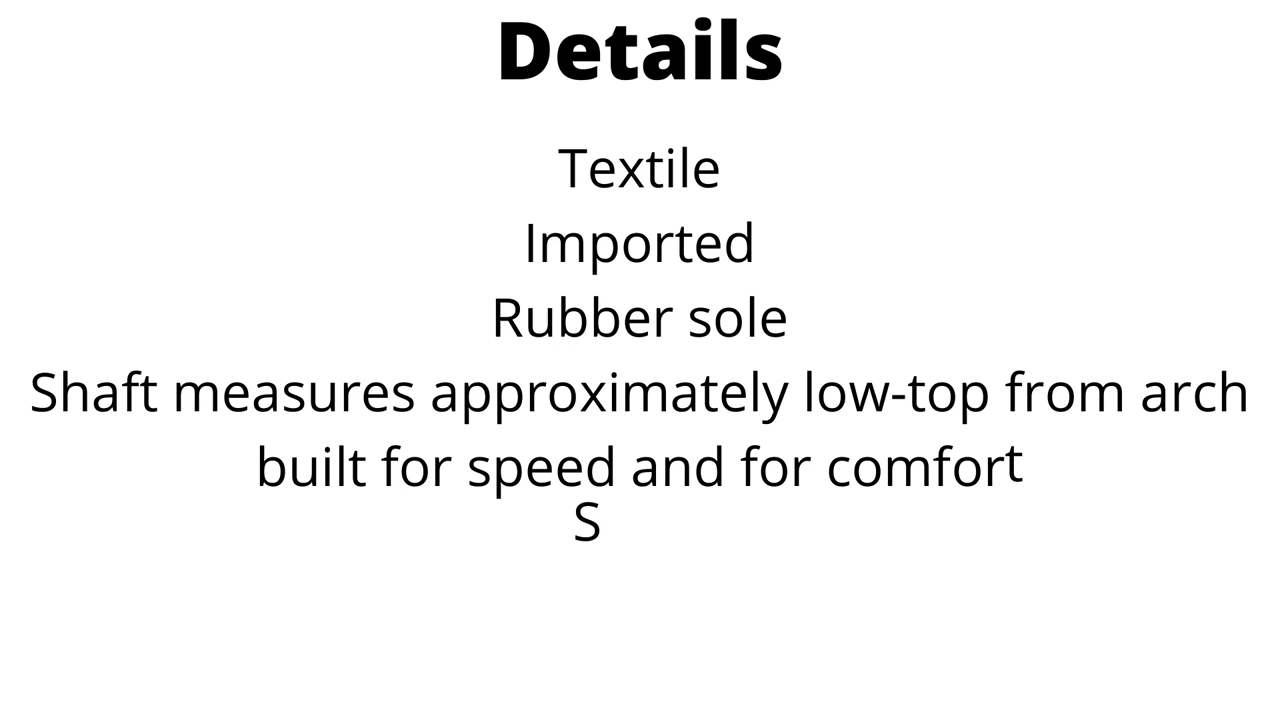 Details
Textile
Imported
Rubber sole
Shaft measures approximately low-top from arch
built for speed and for comfort
S